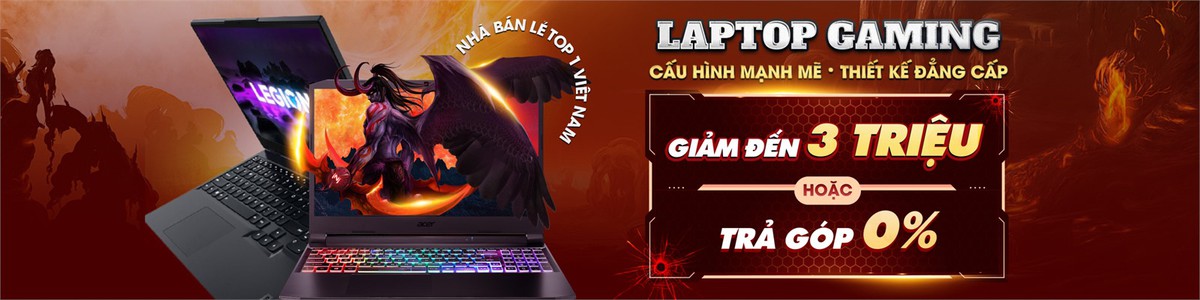 LEGION
NHÀ BÁN LẺ TOP 1 VIỆT NAM
acer
LAPTOP GAMING
CẤU HÌNH MẠNH MẼ • THIẾT KẾ ĐẲNG CẤP
GIẢM ĐẾN 3 TRIỆU
HOẶC
TRẢ GÓP 0%